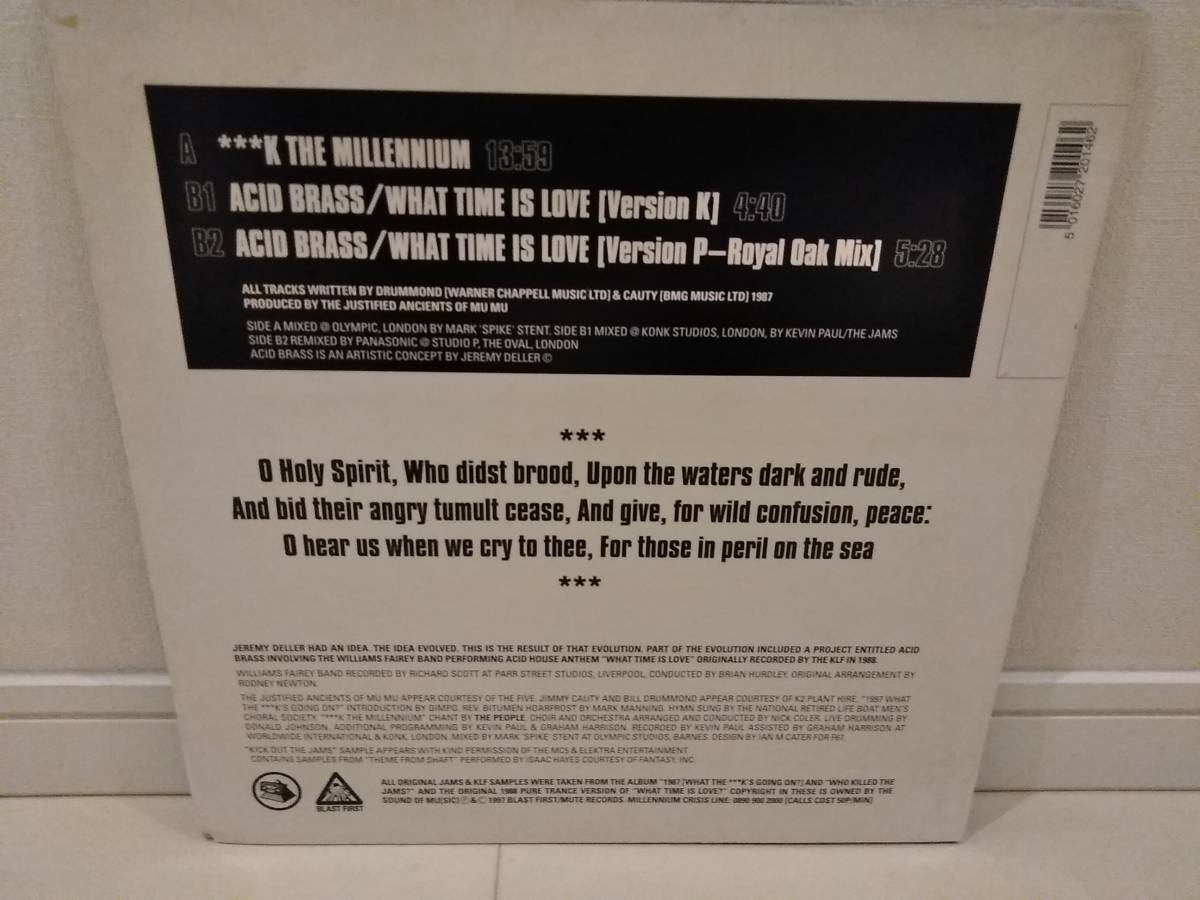 A ***K THE MILLENNIUM 13:59
B1 ACID BRASS/WHAT TIME IS LOVE [Version K] 4:40
B2 ACID BRASS/WHAT TIME IS LOVE [Version P–Royal Oak Mix] 5:28
ALL TRACKS WRITTEN BY DRUMMOND [WARNER CHAPPELL MUSIC LTD] & CAUTY [BMG MUSIC LTD] 1987
PRODUCED BY THE JUSTIFIED ANCIENTS OF MU MU
SIDE A MIXED @ OLYMPIC, LONDON BY MARK 'SPIKE' STENT. SIDE B1 MIXED @ KONK STUDIOS, LONDON, BY KEVIN PAUL/THE JAMS
SIDE B2 REMIXED BY PANASONIC @ STUDIO P, THE OVAL, LONDON
ACID BRASS IS AN ARTISTIC CONCEPT BY JEREMY DELLER ©
5 016027 201462
***
O Holy Spirit, Who didst brood, Upon the waters dark and rude,
And bid their angry tumult cease, And give, for wild confusion, peace:
O hear us when we cry to thee, For those in peril on the sea
***
JEREMY DELLER HAD AN IDEA. THE IDEA EVOLVED. THIS IS THE RESULT OF THAT EVOLUTION. PART OF THE EVOLUTION INCLUDED A PROJECT ENTITLED ACID
BRASS INVOLVING THE WILLIAMS FAIREY BAND PERFORMING ACID HOUSE ANTHEM "WHAT TIME IS LOVE" ORIGINALLY RECORDED BY THE KLF IN 1988.
WILLIAMS FAIREY BAND RECORDED BY RICHARD SCOTT AT PARR STREET STUDIOS, LIVERPOOL, CONDUCTED BY BRIAN HURDLEY, ORIGINAL ARRANGEMENT BY
RODNEY NEWTON.
THE JUSTIFIED ANCIENTS OF MU MU APPEAR COURTESY OF THE FIVE. JIMMY CAUTY AND BILL DRUMMOND APPEAR COURTESY OF K2 PLANT HIRE. "1997 WHAT
THE ***K'S GOING ON?" INTRODUCTION BY GIMPO. REV. BITUMEN HOARFROST BY MARK MANNING. HYMN SUNG BY THE NATIONAL RETIRED LIFE BOAT MEN'S
CHORAL SOCIETY. "***K THE MILLENNIUM" CHANT BY THE PEOPLE. CHOIR AND ORCHESTRA ARRANGED AND CONDUCTED BY NICK COLER. LIVE DRUMMING BY
DONALD JOHNSON. ADDITIONAL PROGRAMMING BY KEVIN PAUL & GRAHAM HARRISON. RECORDED BY KEVIN PAUL ASSISTED BY GRAHAM HARRISON AT
WORLDWIDE INTERNATIONAL & KONK, LONDON. MIXED BY MARK 'SPIKE' STENT AT OLYMPIC STUDIOS, BARNES. DESIGN BY IAN M CATER FOR F67.
"KICK OUT THE JAMS" SAMPLE APPEARS WITH KIND PERMISSION OF THE MC5 & ELEKTRA ENTERTAINMENT
CONTAINS SAMPLES FROM "THEME FROM SHAFT" PERFORMED BY ISAAC HAYES COURTESY OF FANTASY, INC.
BLAST FIRST
ALL ORIGINAL JAMS & KLF SAMPLES WERE TAKEN FROM THE ALBUM "1987 [WHAT THE ***K'S GOING ON?] AND "WHO KILLED THE
JAMS?" AND THE ORIGINAL 1988 PURE TRANCE VERSION OF "WHAT TIME IS LOVE?" COPYRIGHT IN THESE IS OWNED BY THE
SOUND OF MU[SIC] ℗ & © 1997 BLAST FIRST/MUTE RECORDS. MILLENNIUM CRISIS LINE: 0890 900 2000 [CALLS COST 50P/MIN]